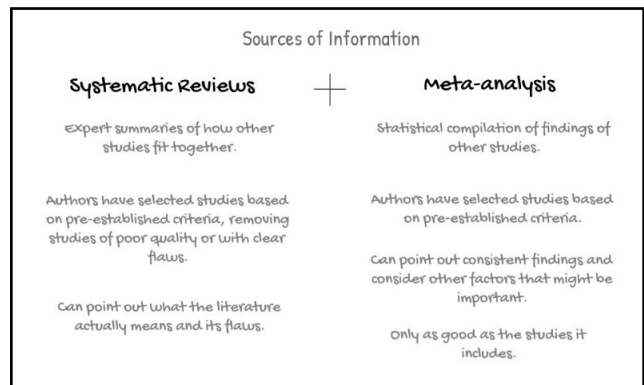 Sources of Information
Systematic Reviews
Expert summaries of how other
studies fit together.
Authors have selected studies based
on pre-established criteria, removing
studies of poor quality or with clear
flaws.
Can point out what the literature
actually means and its flaws.
Meta-analysis
Statistical compilation of findings of
other studies.
Authors have selected studies based
on pre-established criteria.
Can point out consistent findings and
consider other factors that might be
important.
Only as good as the studies it
includes.